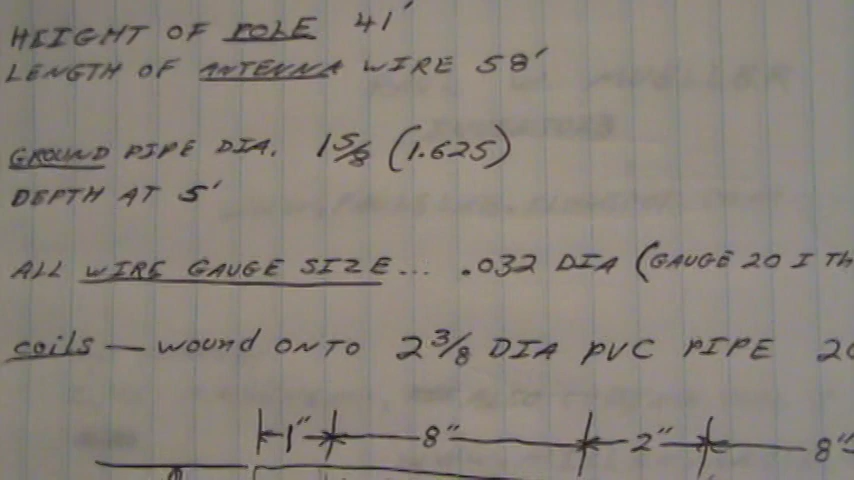 HEIGHT OF POLE 41'
LENGTH OF ANTENNA WIRE 58'
GROUND PIPE DIA. 1 5/8 (1.625)
DEPTH AT 5'
ALL WIRE GAUGE SIZE... .032 DIA (GAUGE 20 I TH
coils — wound ONTO 2 3/8 DIA PVC PIPE 20
1" 8" 2" 8"